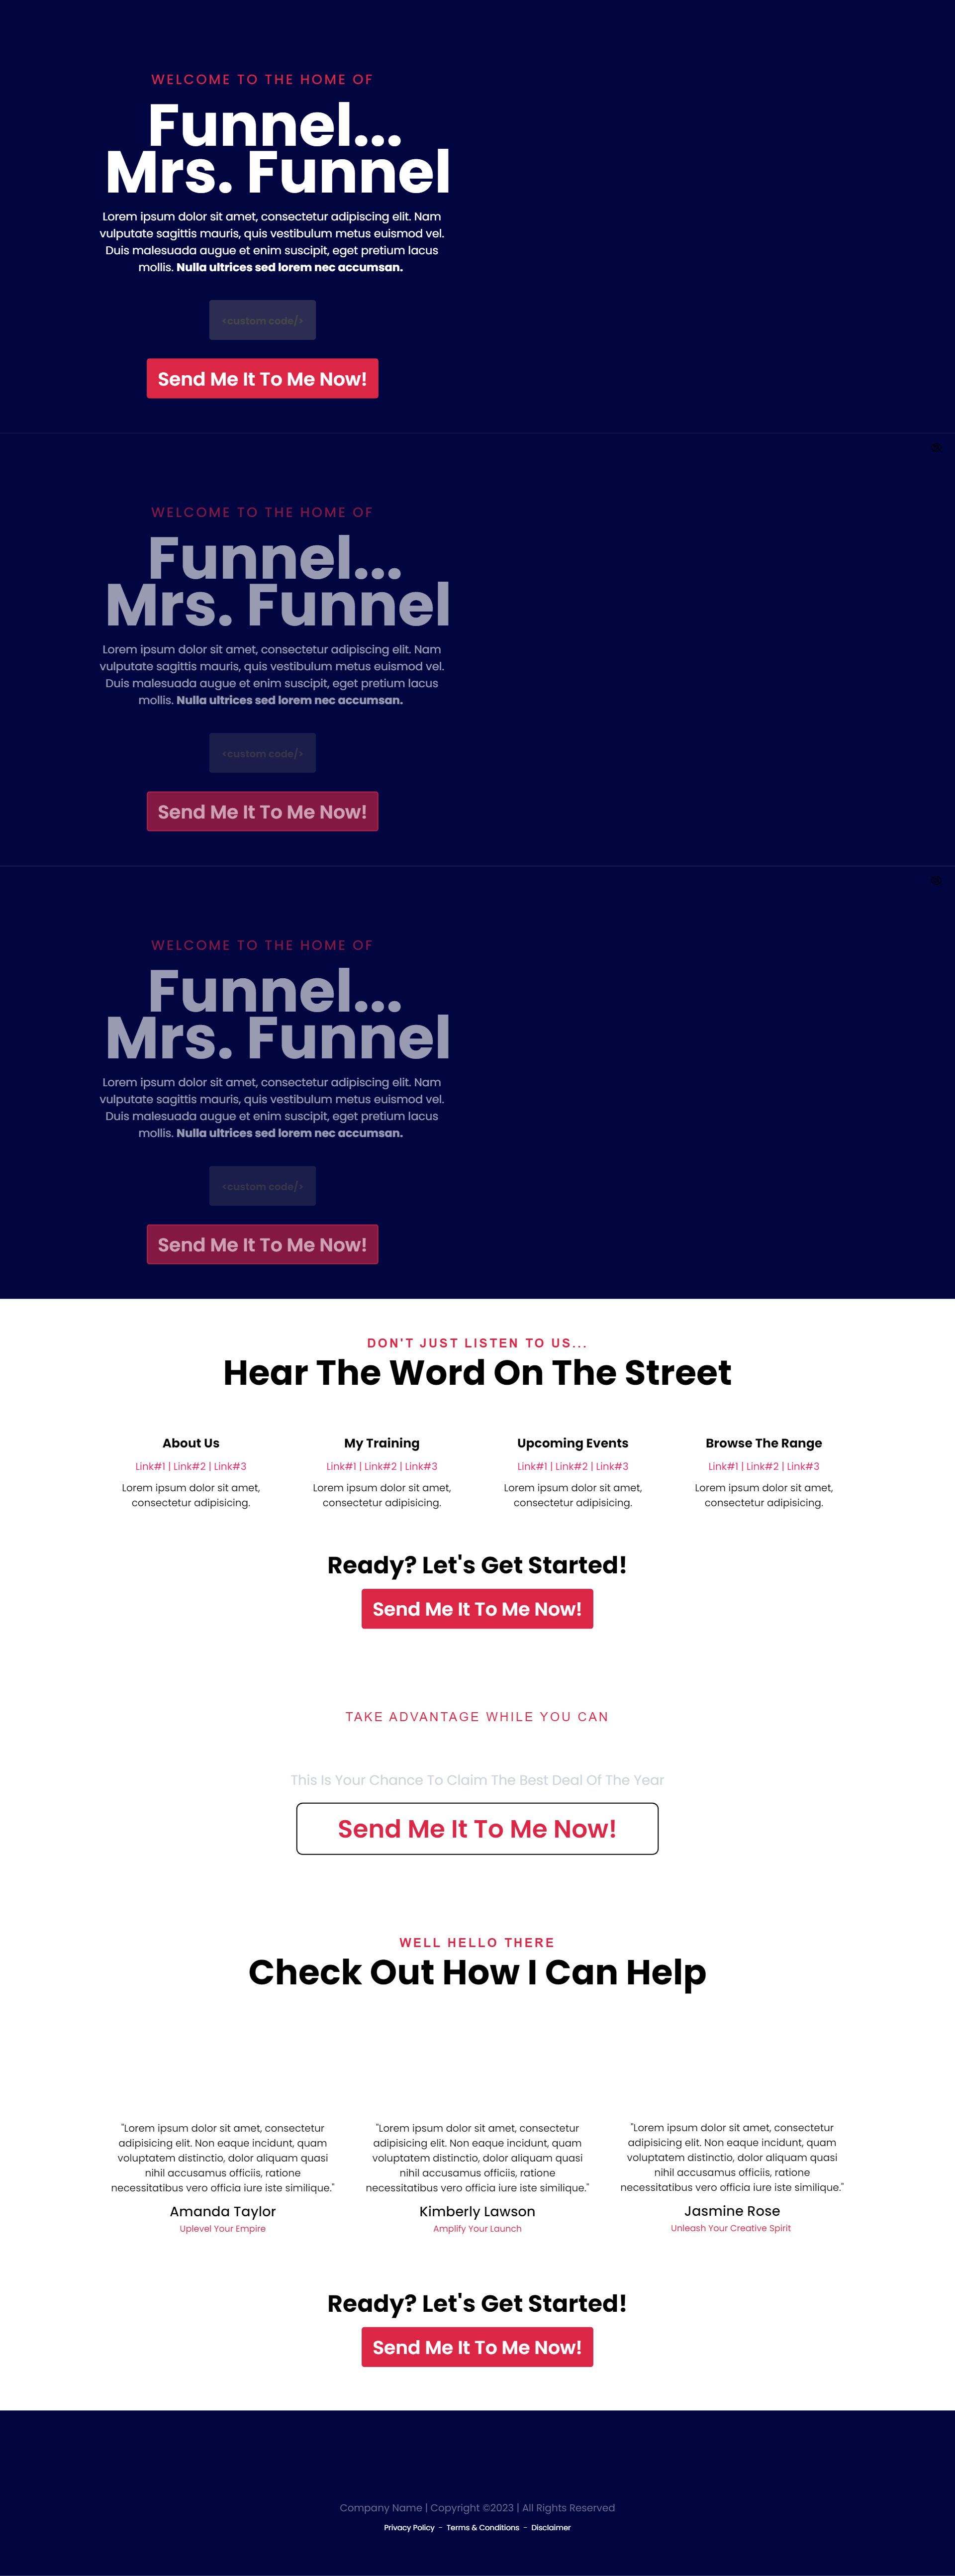 WELCOME TO THE HOME OF
Funnel...
Mrs. Funnel
Lorem ipsum dolor sit amet, consectetur adipiscing elit. Nam
vulputate sagittis mauris, quis vestibulum metus euismod vel.
Duis malesuada augue et enim suscipit, eget pretium lacus
mollis. Nulla ultrices sed lorem nec accumsan.
<custom code/>
Send Me It To Me Now!
WELCOME TO THE HOME OF
Funnel...
Mrs. Funnel
Lorem ipsum dolor sit amet, consectetur adipiscing elit. Nam
vulputate sagittis mauris, quis vestibulum metus euismod vel.
Duis malesuada augue et enim suscipit, eget pretium lacus
mollis. Nulla ultrices sed lorem nec accumsan.
<custom code/>
Send Me It To Me Now!
WELCOME TO THE HOME OF
Funnel...
Mrs. Funnel
Lorem ipsum dolor sit amet, consectetur adipiscing elit. Nam
vulputate sagittis mauris, quis vestibulum metus euismod vel.
Duis malesuada augue et enim suscipit, eget pretium lacus
mollis. Nulla ultrices sed lorem nec accumsan.
<custom code/>
Send Me It To Me Now!
DON'T JUST LISTEN TO US...
Hear The Word On The Street
About Us
Link#1 | Link#2 | Link#3
Lorem ipsum dolor sit amet,
consectetur adipisicing.
My Training
Link#1 | Link#2 | Link#3
Lorem ipsum dolor sit amet,
consectetur adipisicing.
Upcoming Events
Link#1 | Link#2 | Link#3
Lorem ipsum dolor sit amet,
consectetur adipisicing.
Browse The Range
Link#1 | Link#2 | Link#3
Lorem ipsum dolor sit amet,
consectetur adipisicing.
Ready? Let's Get Started!
Send Me It To Me Now!
TAKE ADVANTAGE WHILE YOU CAN
This Is Your Chance To Claim The Best Deal Of The Year
Send Me It To Me Now!
WELL HELLO THERE
Check Out How I Can Help
"Lorem ipsum dolor sit amet, consectetur
adipisicing elit. Non eaque incidunt, quam
voluptatem distinctio, dolor aliquam quasi
nihil accusamus officiis, ratione
necessitatibus vero officia iure iste similique."
Amanda Taylor
Uplevel Your Empire
"Lorem ipsum dolor sit amet, consectetur
adipisicing elit. Non eaque incidunt, quam
voluptatem distinctio, dolor aliquam quasi
nihil accusamus officiis, ratione
necessitatibus vero officia iure iste similique."
Kimberly Lawson
Amplify Your Launch
"Lorem ipsum dolor sit amet, consectetur
adipisicing elit. Non eaque incidunt, quam
voluptatem distinctio, dolor aliquam quasi
nihil accusamus officiis, ratione
necessitatibus vero officia iure iste similique."
Jasmine Rose
Unleash Your Creative Spirit
Ready? Let's Get Started!
Send Me It To Me Now!
Company Name | Copyright ©2023 | All Rights Reserved
Privacy Policy - Terms & Conditions - Disclaimer